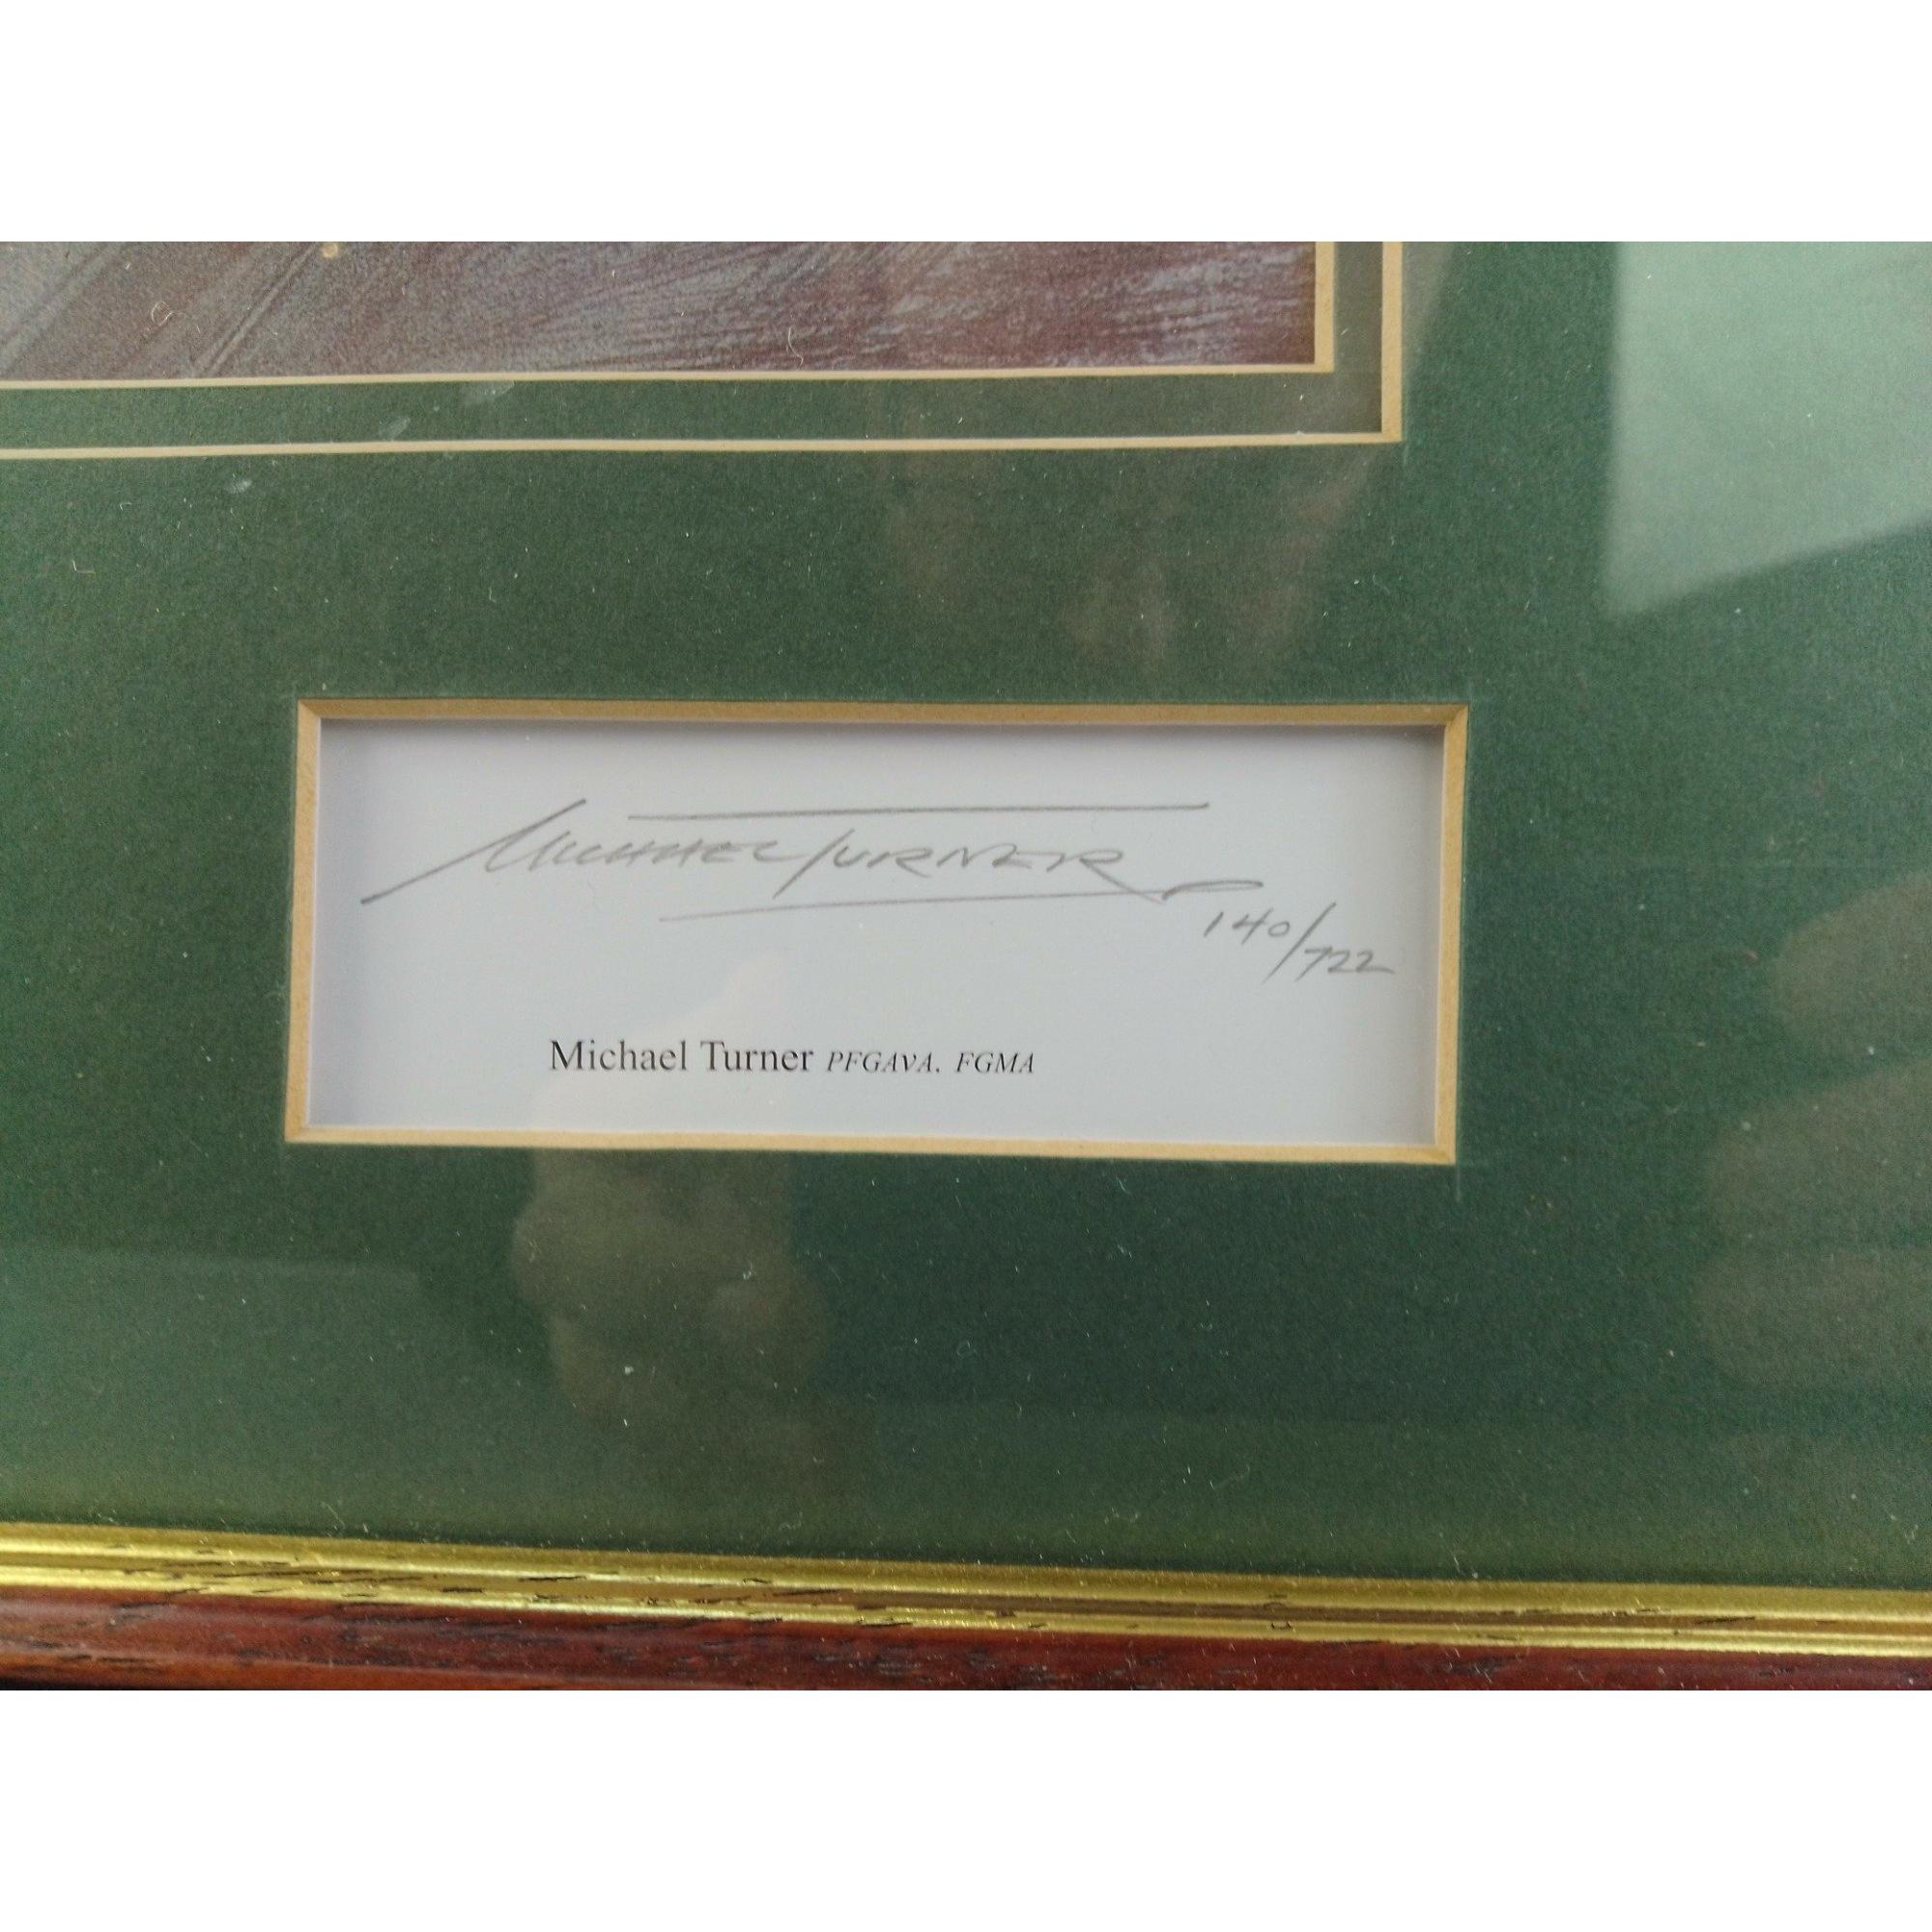 MICHAEL TURNER
140/722
Michael Turner PFGAVA. FGMA